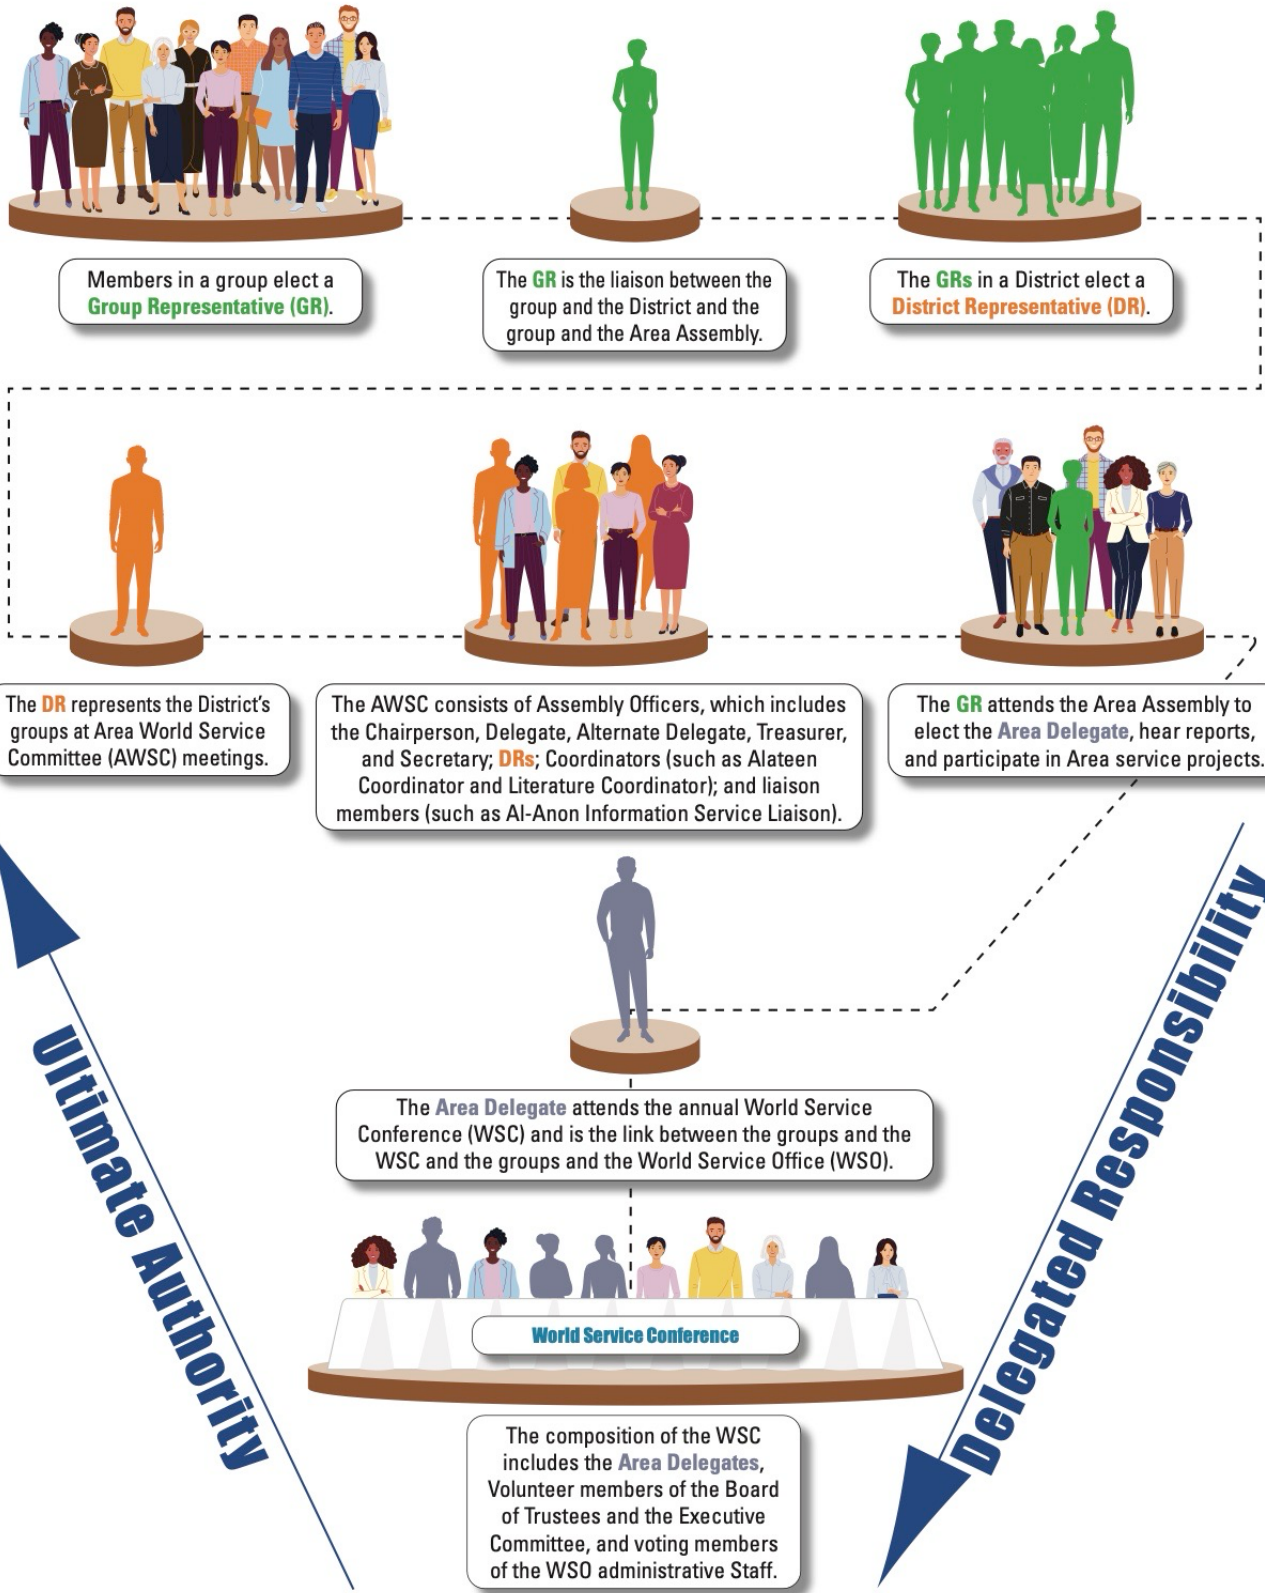 Members in a group elect a
Group Representative (GR).
The GR is the liaison between the
group and the District and the
group and the Area Assembly.
The GRs in a District elect a
District Representative (DR).
The DR represents the District's
groups at Area World Service
Committee (AWSC) meetings.
The AWSC consists of Assembly Officers, which includes
the Chairperson, Delegate, Alternate Delegate, Treasurer,
and Secretary; DRs; Coordinators (such as Alateen
Coordinator and Literature Coordinator); and liaison
members (such as Al-Anon Information Service Liaison).
The GR attends the Area Assembly to
elect the Area Delegate, hear reports,
and participate in Area service projects.
Ultimate Authority
Delegated Responsibility
The Area Delegate attends the annual World Service
Conference (WSC) and is the link between the groups and the
WSC and the groups and the World Service Office (WSO).
World Service Conference
The composition of the WSC
includes the Area Delegates,
Volunteer members of the Board
of Trustees and the Executive
Committee, and voting members
of the WSO administrative Staff.